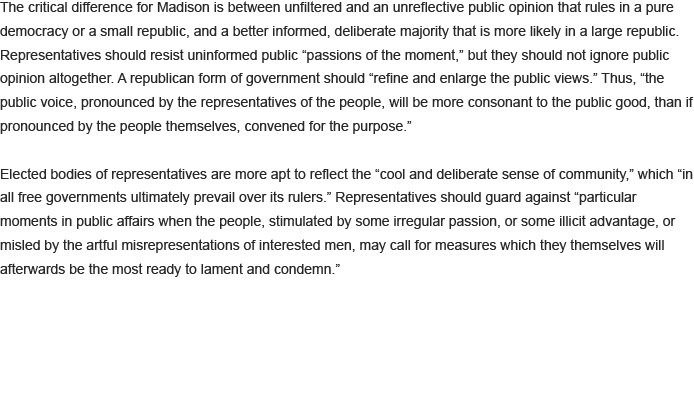 The critical difference for Madison is between unfiltered and an unreflective public opinion that rules in a pure
democracy or a small republic, and a better informed, deliberate majority that is more likely in a large republic.
Representatives should resist uninformed public “passions of the moment,” but they should not ignore public
opinion altogether. A republican form of government should “refine and enlarge the public views.” Thus, “the
public voice, pronounced by the representatives of the people, will be more consonant to the public good, than if
pronounced by the people themselves, convened for the purpose.”
Elected bodies of representatives are more apt to reflect the “cool and deliberate sense of community,” which “in
all free governments ultimately prevail over its rulers.” Representatives should guard against “particular
moments in public affairs when the people, stimulated by some irregular passion, or some illicit advantage, or
misled by the artful misrepresentations of interested men, may call for measures which they themselves will
afterwards be the most ready to lament and condemn.”